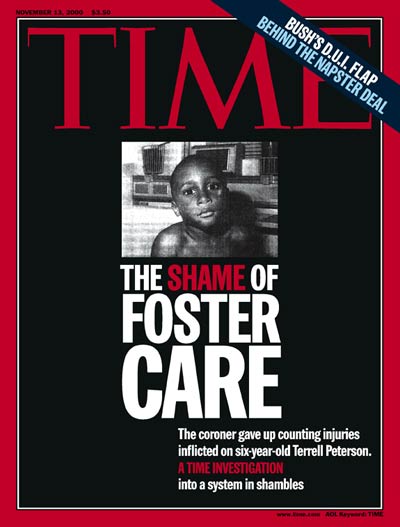 NOVEMBER 13, 2000 $3.50
BUSH'S D.U.I. FLAP
BEHIND THE NAPSTER DEAL
TIME
THE SHAME OF
FOSTER
CARE
The coroner gave up counting injuries
inflicted on six-year-old Terrell Peterson.
A TIME INVESTIGATION
into a system in shambles
www.time.com AOL Keyword: TIME